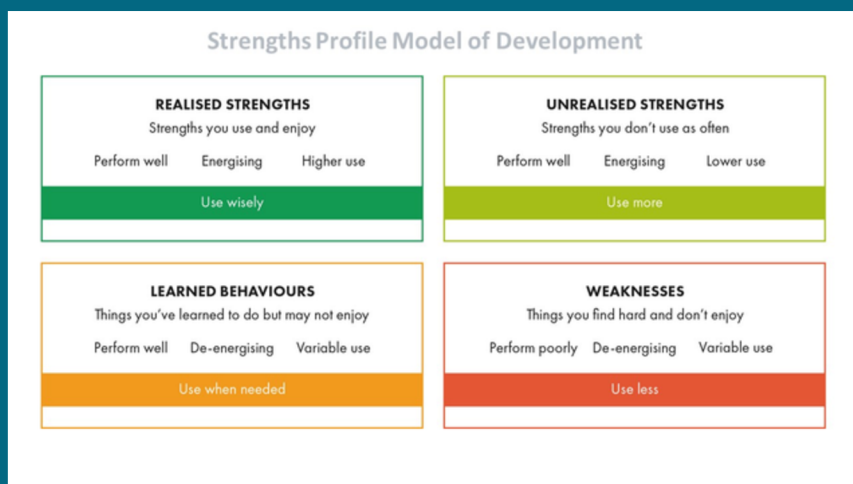 Strengths Profile Model of Development
REALISED STRENGTHS
Strengths you use and enjoy
Perform well Energising Higher use
Use wisely
UNREALISED STRENGTHS
Strengths you don't use as often
Perform well Energising Lower use
Use more
LEARNED BEHAVIOURS
Things you've learned to do but may not enjoy
Perform well De-energising Variable use
Use when needed
WEAKNESSES
Things you find hard and don't enjoy
Perform poorly De-energising Variable use
Use less